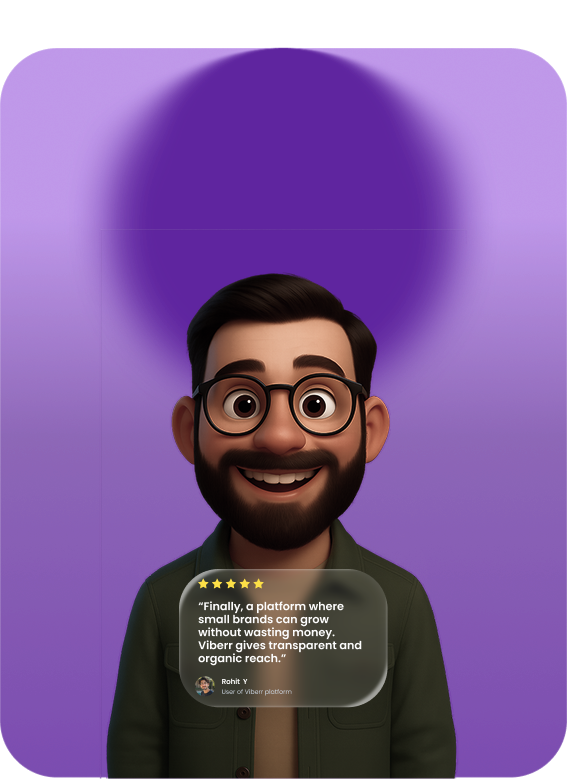 “Finally, a platform where
small brands can grow
without wasting money.
Viberr gives transparent and
organic reach.”
Rohit Y
User of Viberr platform